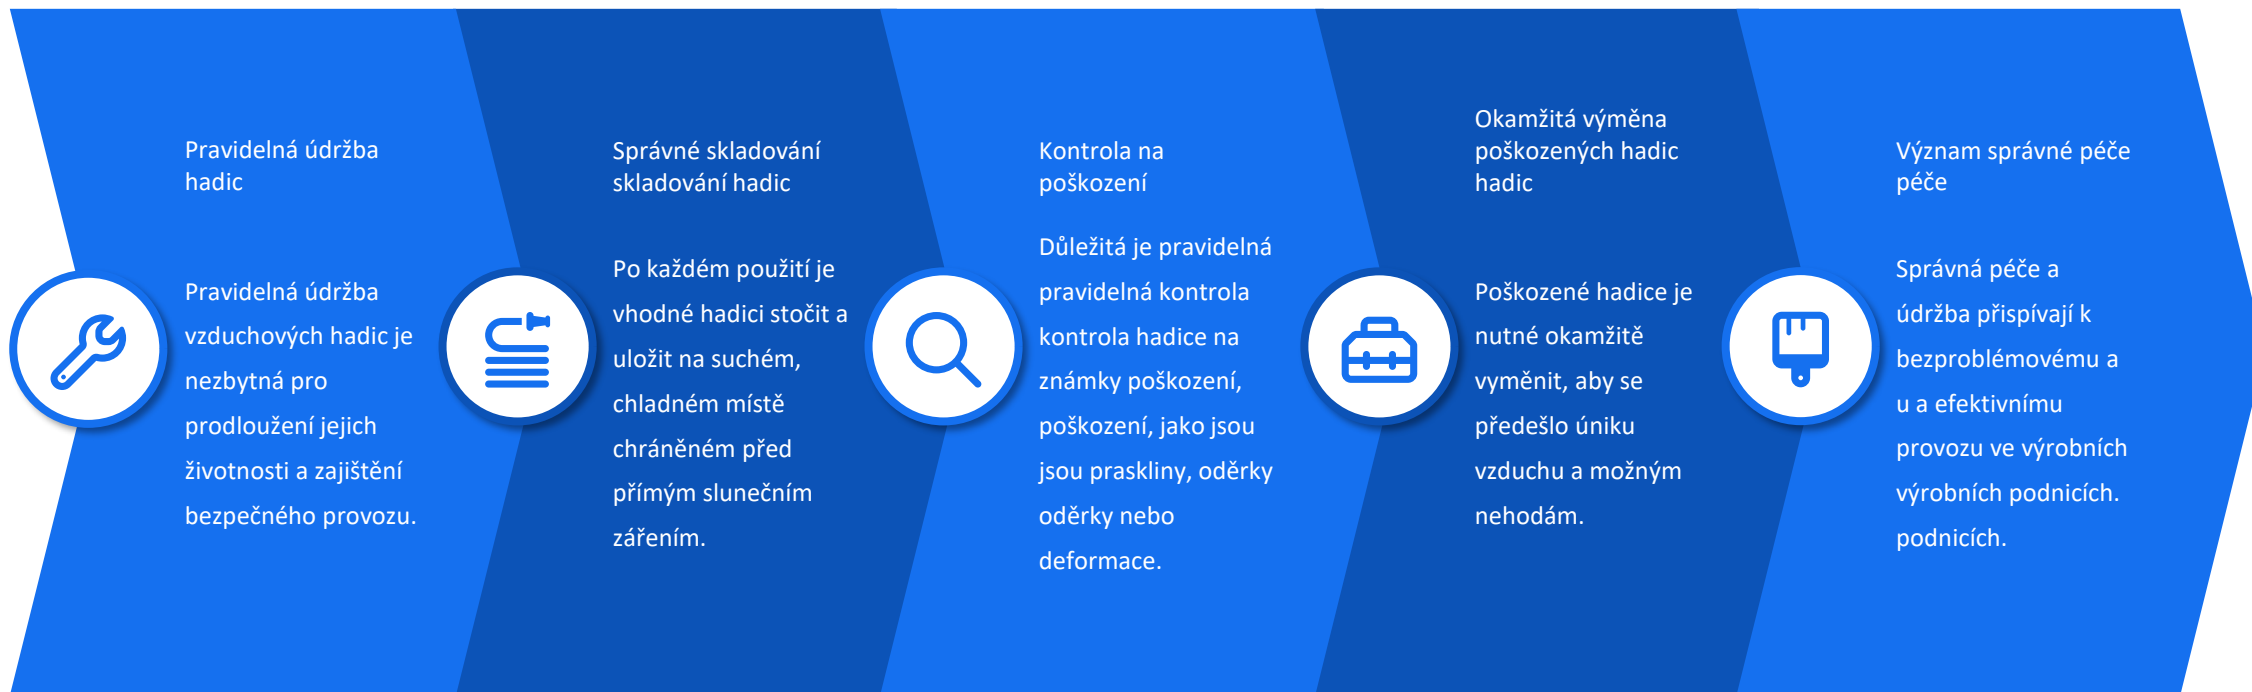 Pravidelná údržba
hadic
Pravidelná údržba
vzduchových hadic je
nezbytná pro
prodloužení jejich
životnosti a zajištění
bezpečného provozu.
Správné skladování
skladování hadic
Po každém použití je
vhodné hadici stočit a
uložit na suchém,
chladném místě
chráněném před
přímým slunečním
zářením.
Kontrola na
poškození
Důležitá je pravidelná
pravidelná kontrola
kontrola hadice na
známky poškození,
poškození, jako jsou
jsou praskliny, oděrky
oděrky nebo
deformace.
Okamžitá výměna
poškozených hadic
hadic
Poškozené hadice je
nutné okamžitě
vyměnit, aby se
předešlo úniku
vzduchu a možným
nehodám.
Význam správné péče
péče
Správná péče a
údržba přispívají k
bezproblémovému a
u a efektivnímu
provozu ve výrobních
výrobních podnicích.
podnicích.